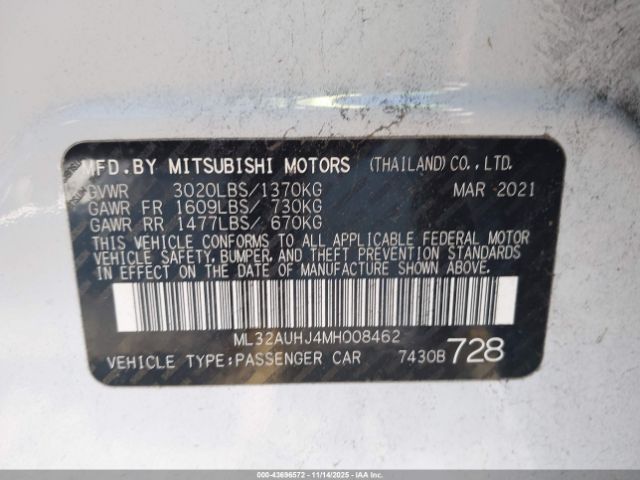 MFD.BY MITSUBISHI MOTORS (THAILAND) CO., LTD.
GVWR 3020LBS/1370KG MAR 2021
GAWR FR 1609LBS/ 730KG
GAWR RR 1477LBS/ 670KG
THIS VEHICLE CONFORMS TO ALL APPLICABLE FEDERAL MOTOR
VEHICLE SAFETY, BUMPER, AND THEFT PREVENTION STANDARDS
IN EFFECT ON THE DATE OF MANUFACTURE SHOWN ABOVE.
ML32AUHJ4MH008462
VEHICLE TYPE:PASSENGER CAR 7430B 728
000-43696572 | 11/14/2025 - IAAI.COM